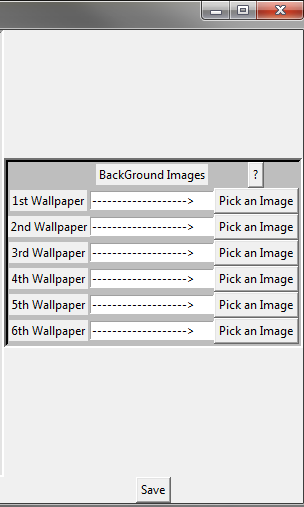 BackGround Images ?
1st Wallpaper -------------------> Pick an Image
2nd Wallpaper -------------------> Pick an Image
3rd Wallpaper -------------------> Pick an Image
4th Wallpaper -------------------> Pick an Image
5th Wallpaper -------------------> Pick an Image
6th Wallpaper -------------------> Pick an Image
Save